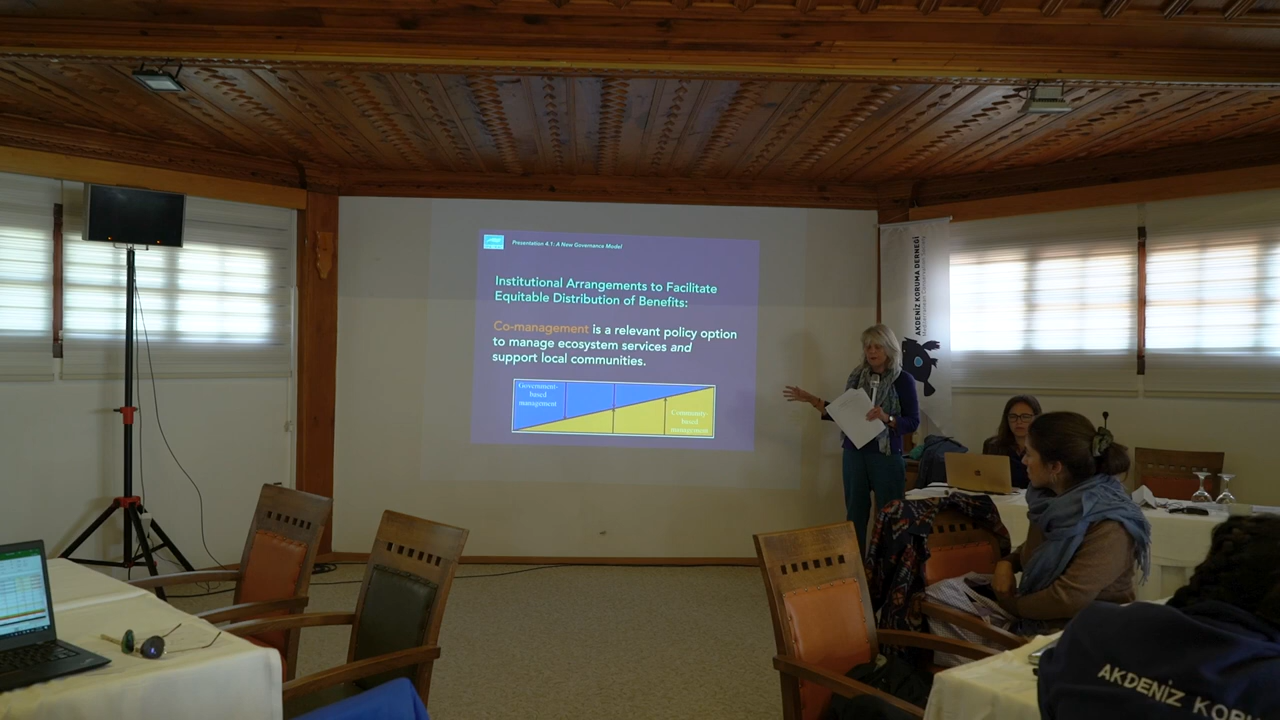 Presentation 4.1: A New Governance Model
Institutional Arrangements to Facilitate
Equitable Distribution of Benefits:
Co-management is a relevant policy option
to manage ecosystem services and
support local communities.
Government-
based
management
Community-
based
management
AKDENİZ KORUMA DERNEĞİ
AKDENİZ KORU